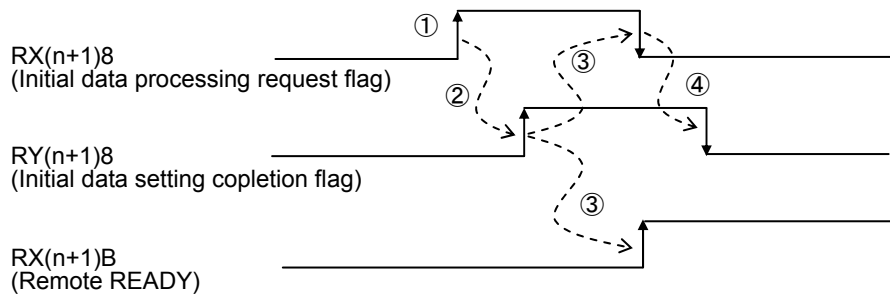 ①
RX(n+1)8
(Initial data processing request flag)
③
②
④
RY(n+1)8
(Initial data setting copletion flag)
③
RX(n+1)B
(Remote READY)